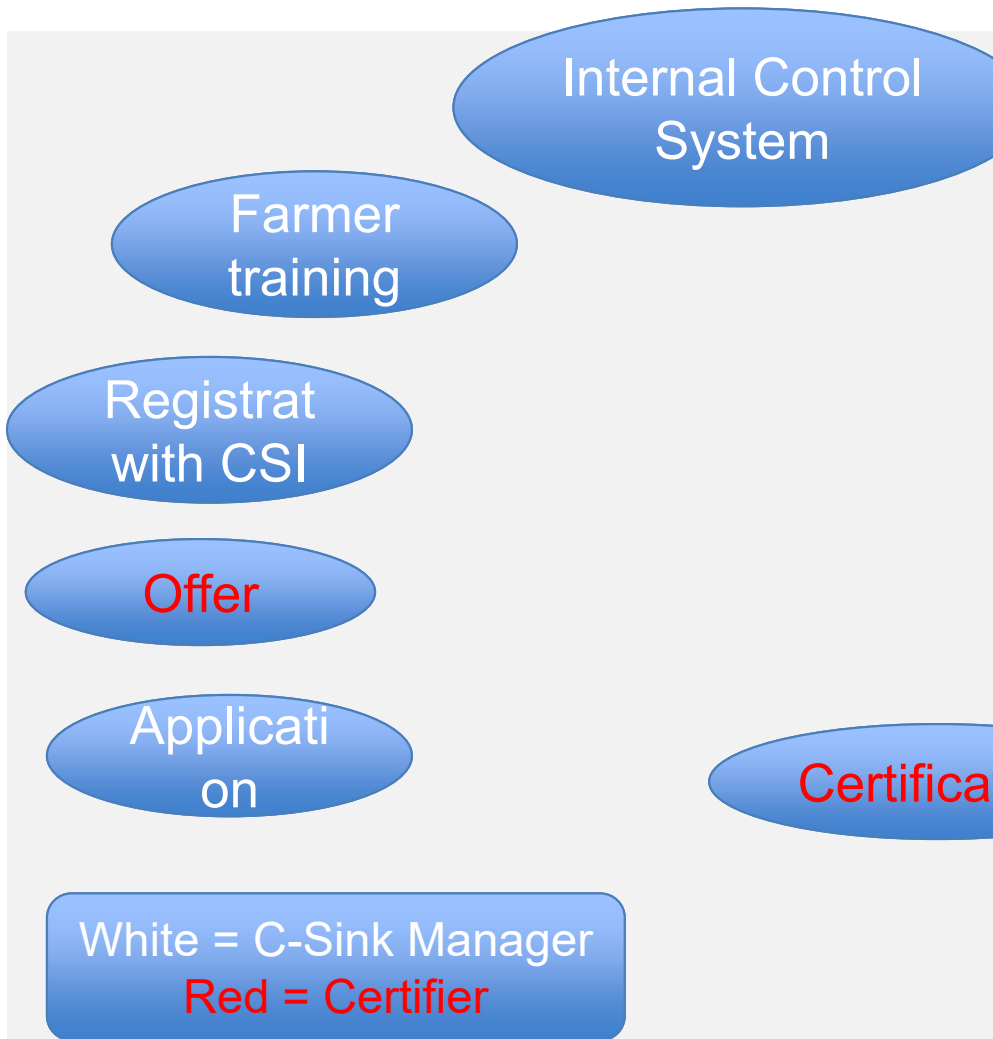 Internal Control
System
Farmer
training
Registrat
with CSI
Offer
Applicati
on
Certifica
White = C-Sink Manager
Red = Certifier